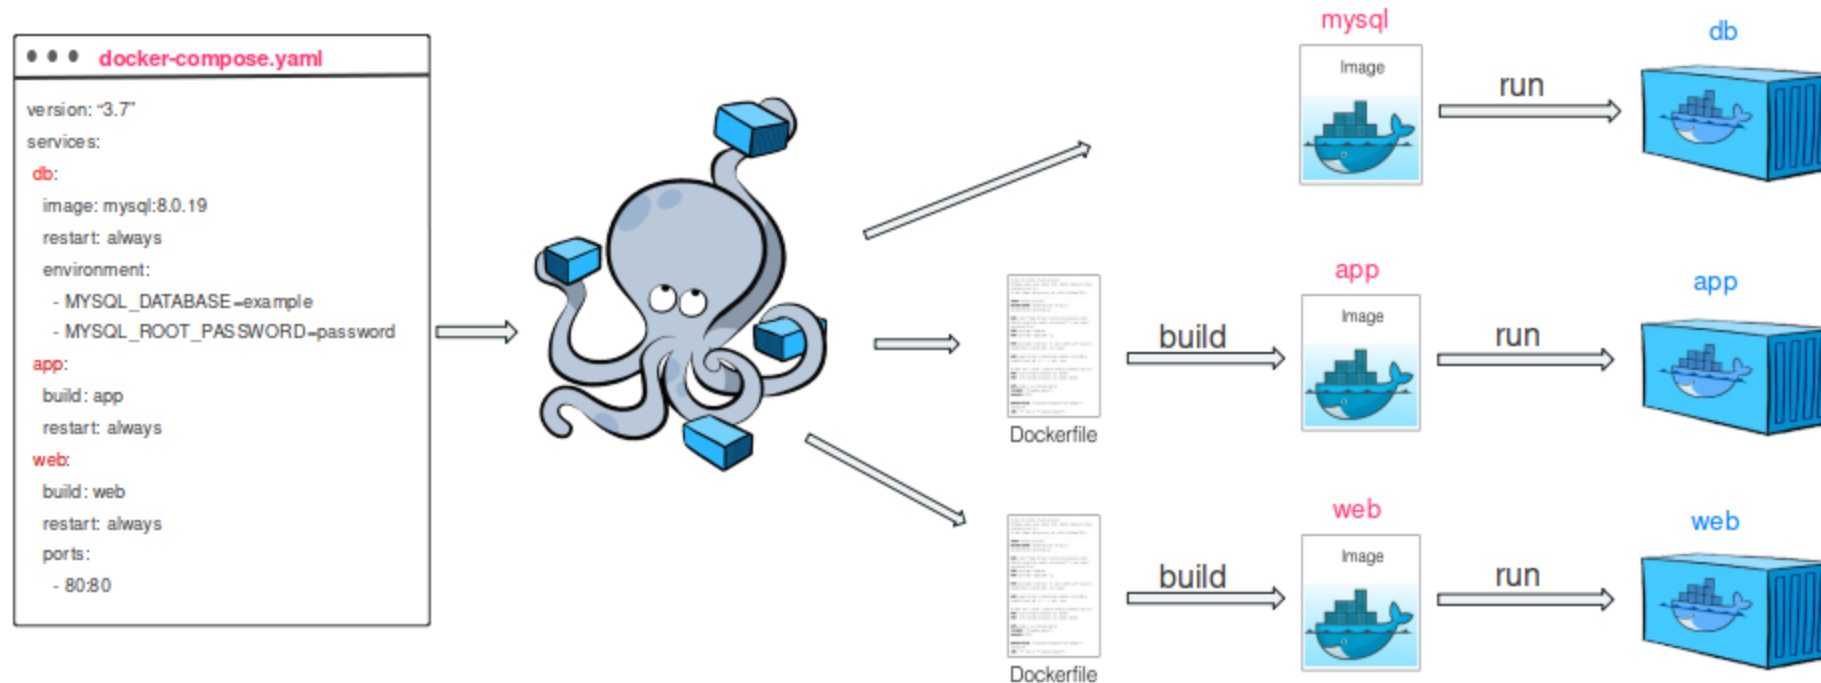 docker-compose.yaml
version: “3.7”
services:
db:
image: mysql:8.0.19
restart: always
environment:
- MYSQL_DATABASE=example
- MYSQL_ROOT_PASSWORD=password
app:
build: app
restart: always
web:
build: web
restart: always
ports:
- 80:80
mysql
Image
run
db
Dockerfile
build
app
Image
run
app
Dockerfile
build
web
Image
run
web